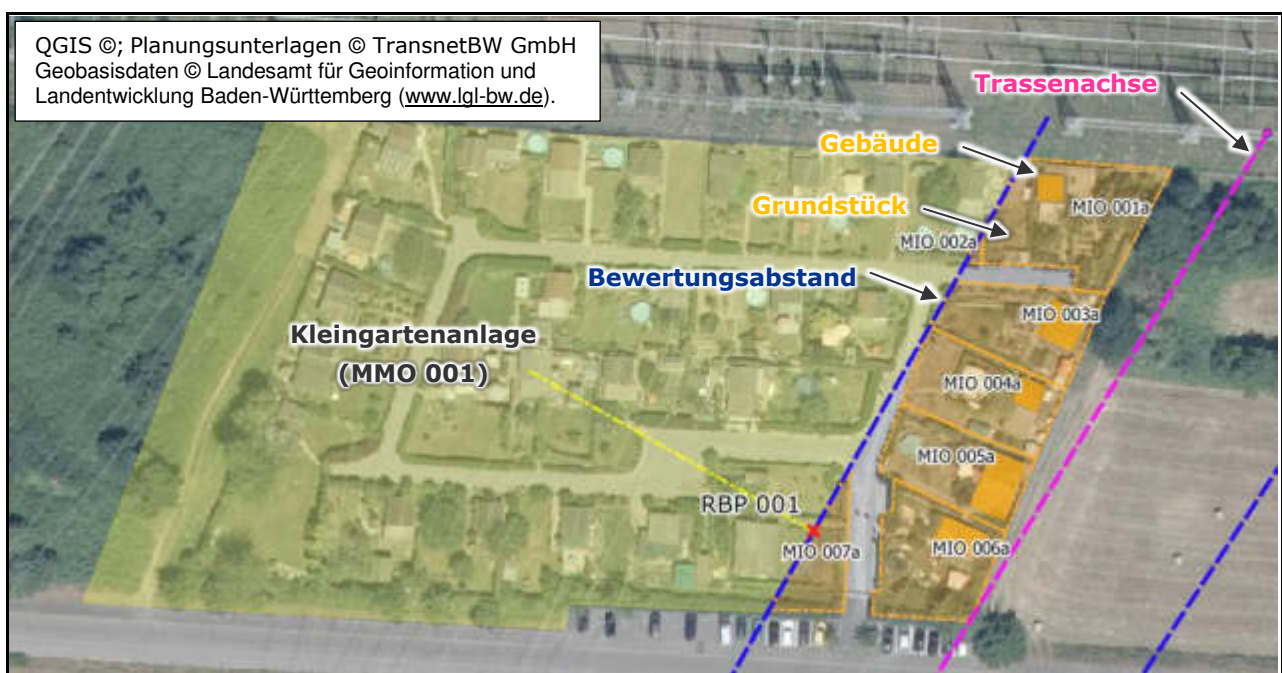 QGIS ©; Planungsunterlagen © TransnetBW GmbH
Geobasisdaten © Landesamt für Geoinformation und
Landentwicklung Baden-Württemberg (www.lgl-bw.de).
Trassenachse
Gebäude
Grundstück
MIO 001a
MIO 002a
Bewertungsabstand
MIO 003a
Kleingartenanlage
(MMO 001)
MIO 004a
MIO 005a
RBP 001
MIO 007a
MIO 006a